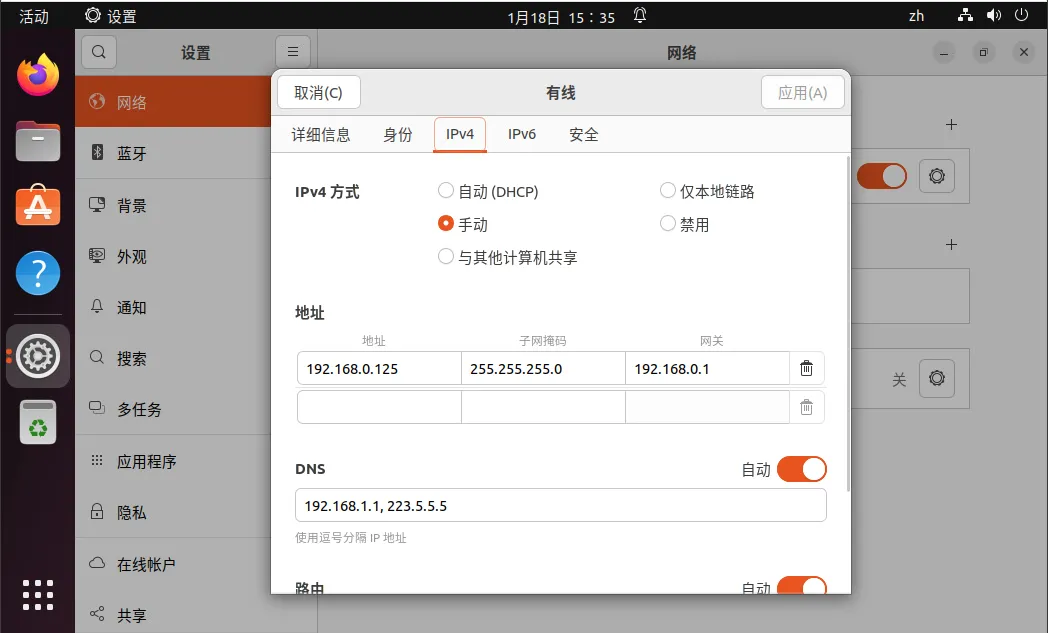 活动
设置
1月18日 15：35
zh
设置
网络
网络
蓝牙
背景
外观
通知
搜索
多任务
应用程序
隐私
在线帐户
共享
取消(C)
有线
应用(A)
详细信息
身份
IPv4
IPv6
安全
IPv4 方式
自动 (DHCP)
仅本地链路
手动
禁用
与其他计算机共享
地址
地址
子网掩码
网关
192.168.0.125
255.255.255.0
192.168.0.1
DNS
自动
192.168.1.1, 223.5.5.5
使用逗号分隔 IP 地址
路由
自动
关